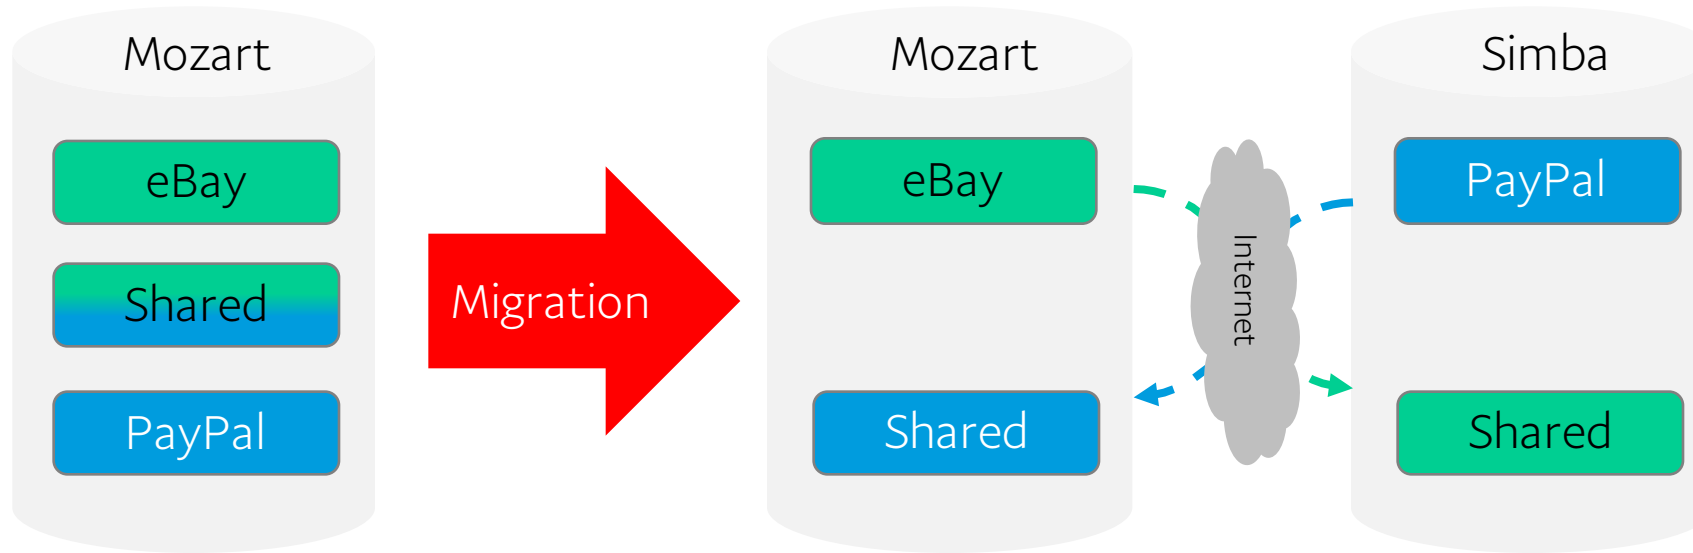 Mozart
eBay
Shared
PayPal
Migration
Mozart
eBay
Shared
Internet
Simba
PayPal
Shared